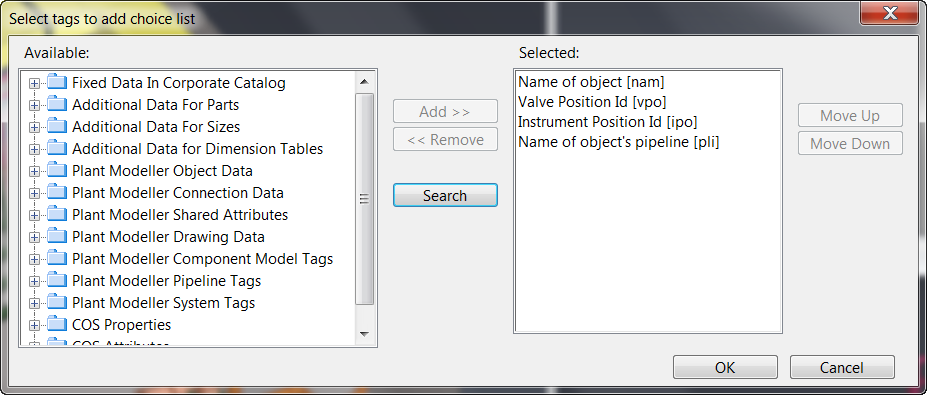 Select tags to add choice list
Available:
Fixed Data In Corporate Catalog
Additional Data For Parts
Additional Data For Sizes
Additional Data for Dimension Tables
Plant Modeller Object Data
Plant Modeller Connection Data
Plant Modeller Shared Attributes
Plant Modeller Drawing Data
Plant Modeller Component Model Tags
Plant Modeller Pipeline Tags
Plant Modeller System Tags
COS Properties
COS Attributes
Add >>
<< Remove
Search
Selected:
Name of object [nam]
Valve Position Id [vpo]
Instrument Position Id [ipo]
Name of object's pipeline [pli]
Move Up
Move Down
OK
Cancel